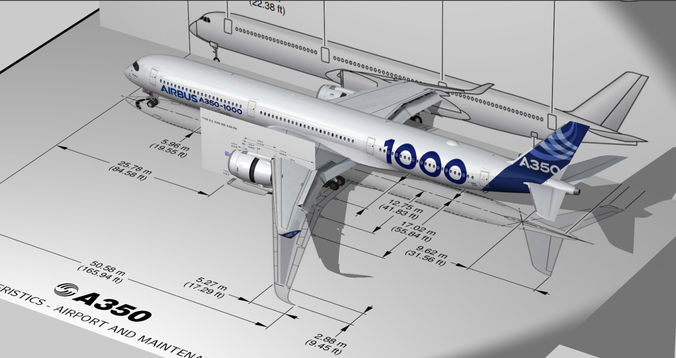 (22.38 ft)
AIRBUS A350-1000
1000
A350
5.96 m
(19.55 ft)
25.78 m
(84.58 ft)
12.75 m
(41.83 ft)
17.02 m
(55.84 ft)
9.62 m
(31.56 ft)
50.58 m
(165.94 ft)
5.27 m
(17.29 ft)
2.88 m
(9.45 ft)
A350
ERISTICS - AIRPORT AND MAINTENA